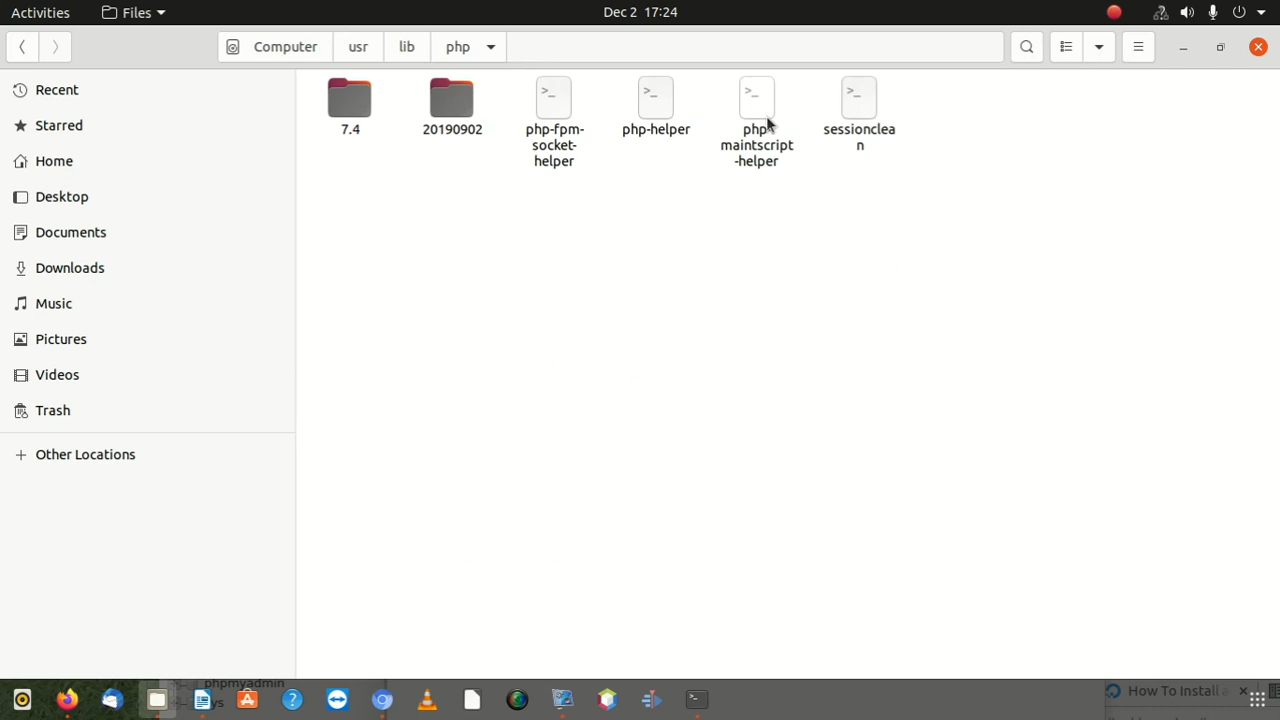 Activities Files Dec 2 17:24
Computer usr lib php
Recent
Starred
Home
Desktop
Documents
Downloads
Music
Pictures
Videos
Trash
Other Locations
7.4
20190902
php-fpm-
socket-
helper
php-helper
php-
maintscript
-helper
sessionclea
n
phpmyadmin
ys
How To Install a